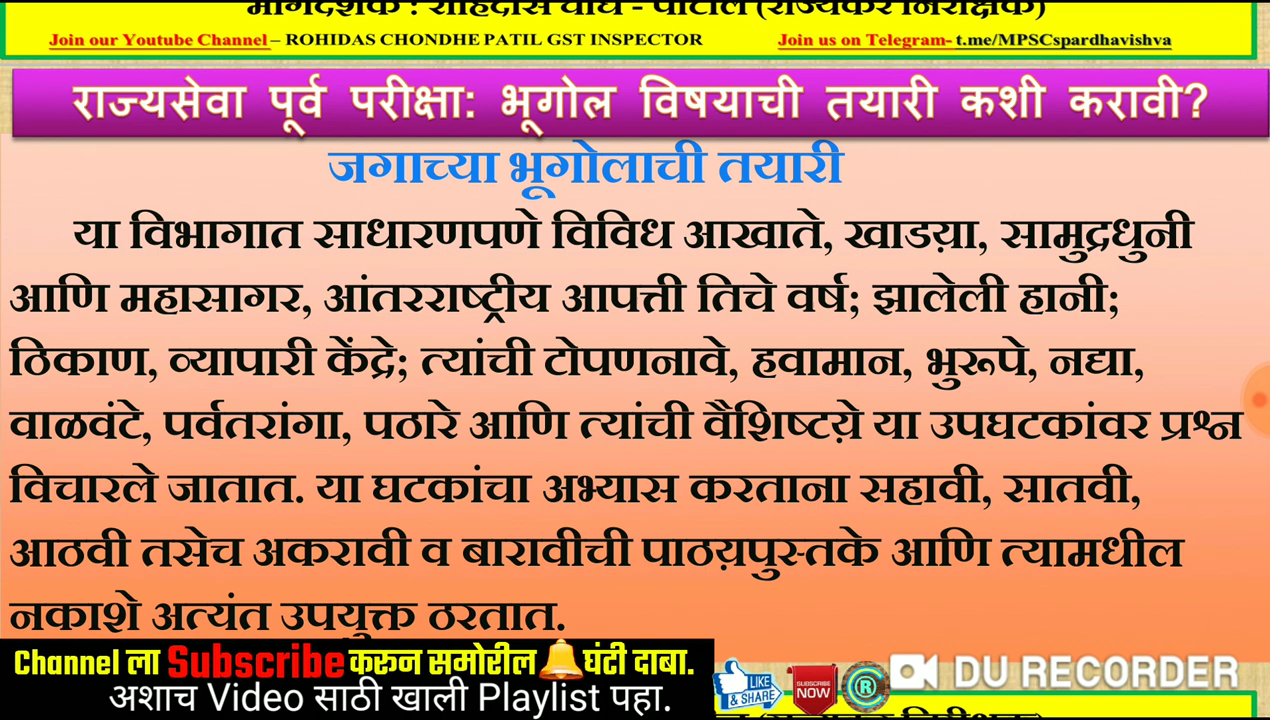 मार्गदर्शक : रोहिदास चोंधे - पाटील (राज्यकर निरीक्षक)
Join our Youtube Channel – ROHIDAS CHONDHE PATIL GST INSPECTOR Join us on Telegram- t.me/MPSCspardhavishva
राज्यसेवा पूर्व परीक्षा: भूगोल विषयाची तयारी कशी करावी?
जगाच्या भूगोलाची तयारी
या विभागात साधारणपणे विविध आखाते, खाडय़ा, सामुद्रधुनी
आणि महासागर, आंतरराष्ट्रीय आपत्ती तिचे वर्ष; झालेली हानी;
ठिकाण, व्यापारी केंद्रे; त्यांची टोपणनावे, हवामान, भुरूपे, नद्या,
वाळवंटे, पर्वतरांगा, पठारे आणि त्यांची वैशिष्टय़े या उपघटकांवर प्रश्न
विचारले जातात. या घटकांचा अभ्यास करताना सहावी, सातवी,
आठवी तसेच अकरावी व बारावीची पाठय़पुस्तके आणि त्यामधील
नकाशे अत्यंत उपयुक्त ठरतात.
Channel ला Subscribe करून समोरील घंटी दाबा.
अशाच Video साठी खाली Playlist पहा.
LIKE & SHARE
SUBSCRIBE NOW
R
DU RECORDER